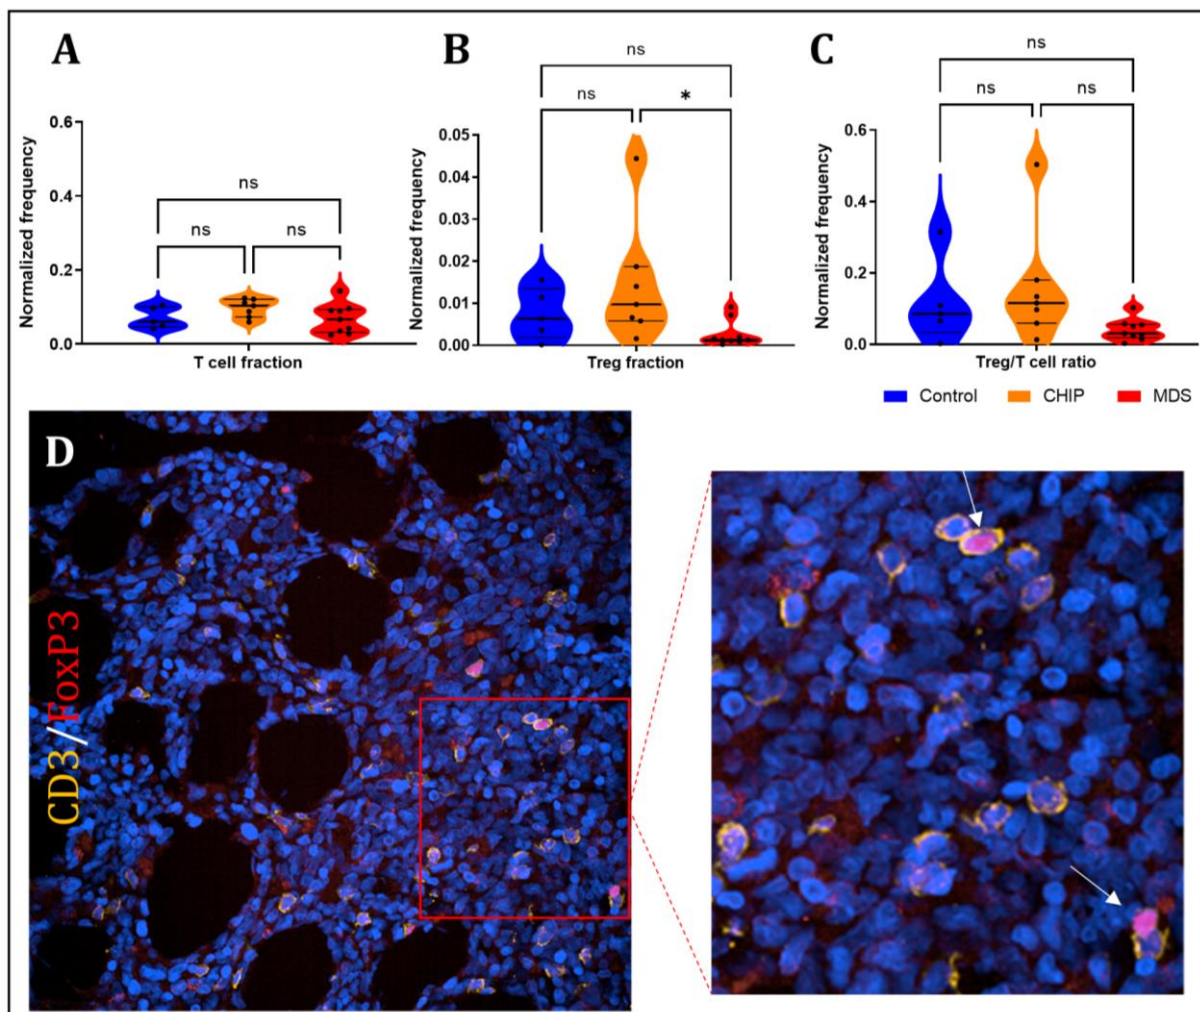 A
ns
ns
ns
Normalized frequency
0.6
0.4
0.2
0.0
T cell fraction
B
ns
ns
*
Normalized frequency
0.05
0.04
0.03
0.02
0.01
0.00
Treg fraction
C
ns
ns
ns
Normalized frequency
0.6
0.4
0.2
0.0
Treg/T cell ratio
Control
CHIP
MDS
D
CD3/FoxP3